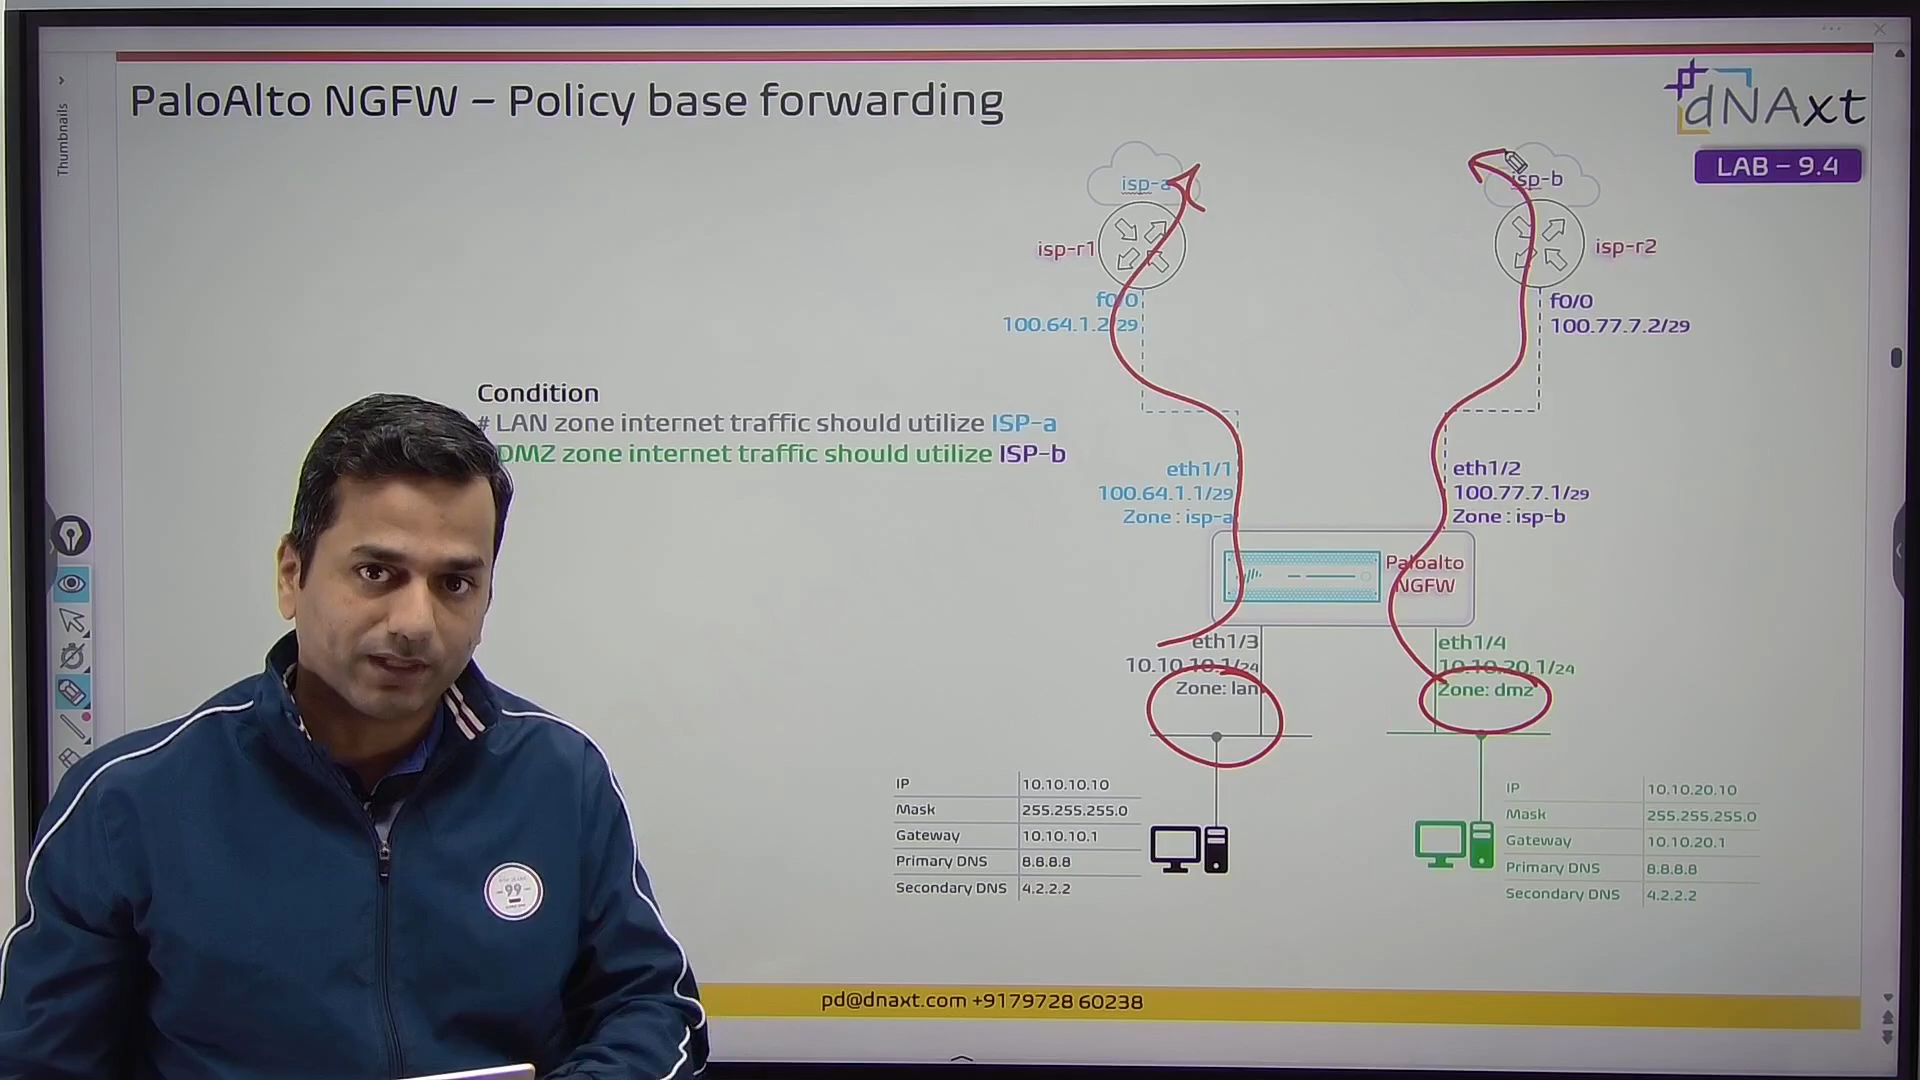 Thumbnails
PaloAlto NGFW – Policy base forwarding
dNAxt
LAB – 9.4
isp-a
isp-b
isp-r1
isp-r2
f0/0
100.64.1.2/29
f0/0
100.77.7.2/29
Condition
# LAN zone internet traffic should utilize ISP-a
DMZ zone internet traffic should utilize ISP-b
eth1/1
100.64.1.1/29
Zone : isp-a
eth1/2
100.77.7.1/29
Zone : isp-b
Paloalto
NGFW
eth1/3
10.10.10.1/24
Zone: lan
eth1/4
10.10.20.1/24
Zone: dmz
IP 10.10.10.10
Mask 255.255.255.0
Gateway 10.10.10.1
Primary DNS 8.8.8.8
Secondary DNS 4.2.2.2
IP 10.10.20.10
Mask 255.255.255.0
Gateway 10.10.20.1
Primary DNS 8.8.8.8
Secondary DNS 4.2.2.2
-99-
pd@dnaxt.com +9179728 60238